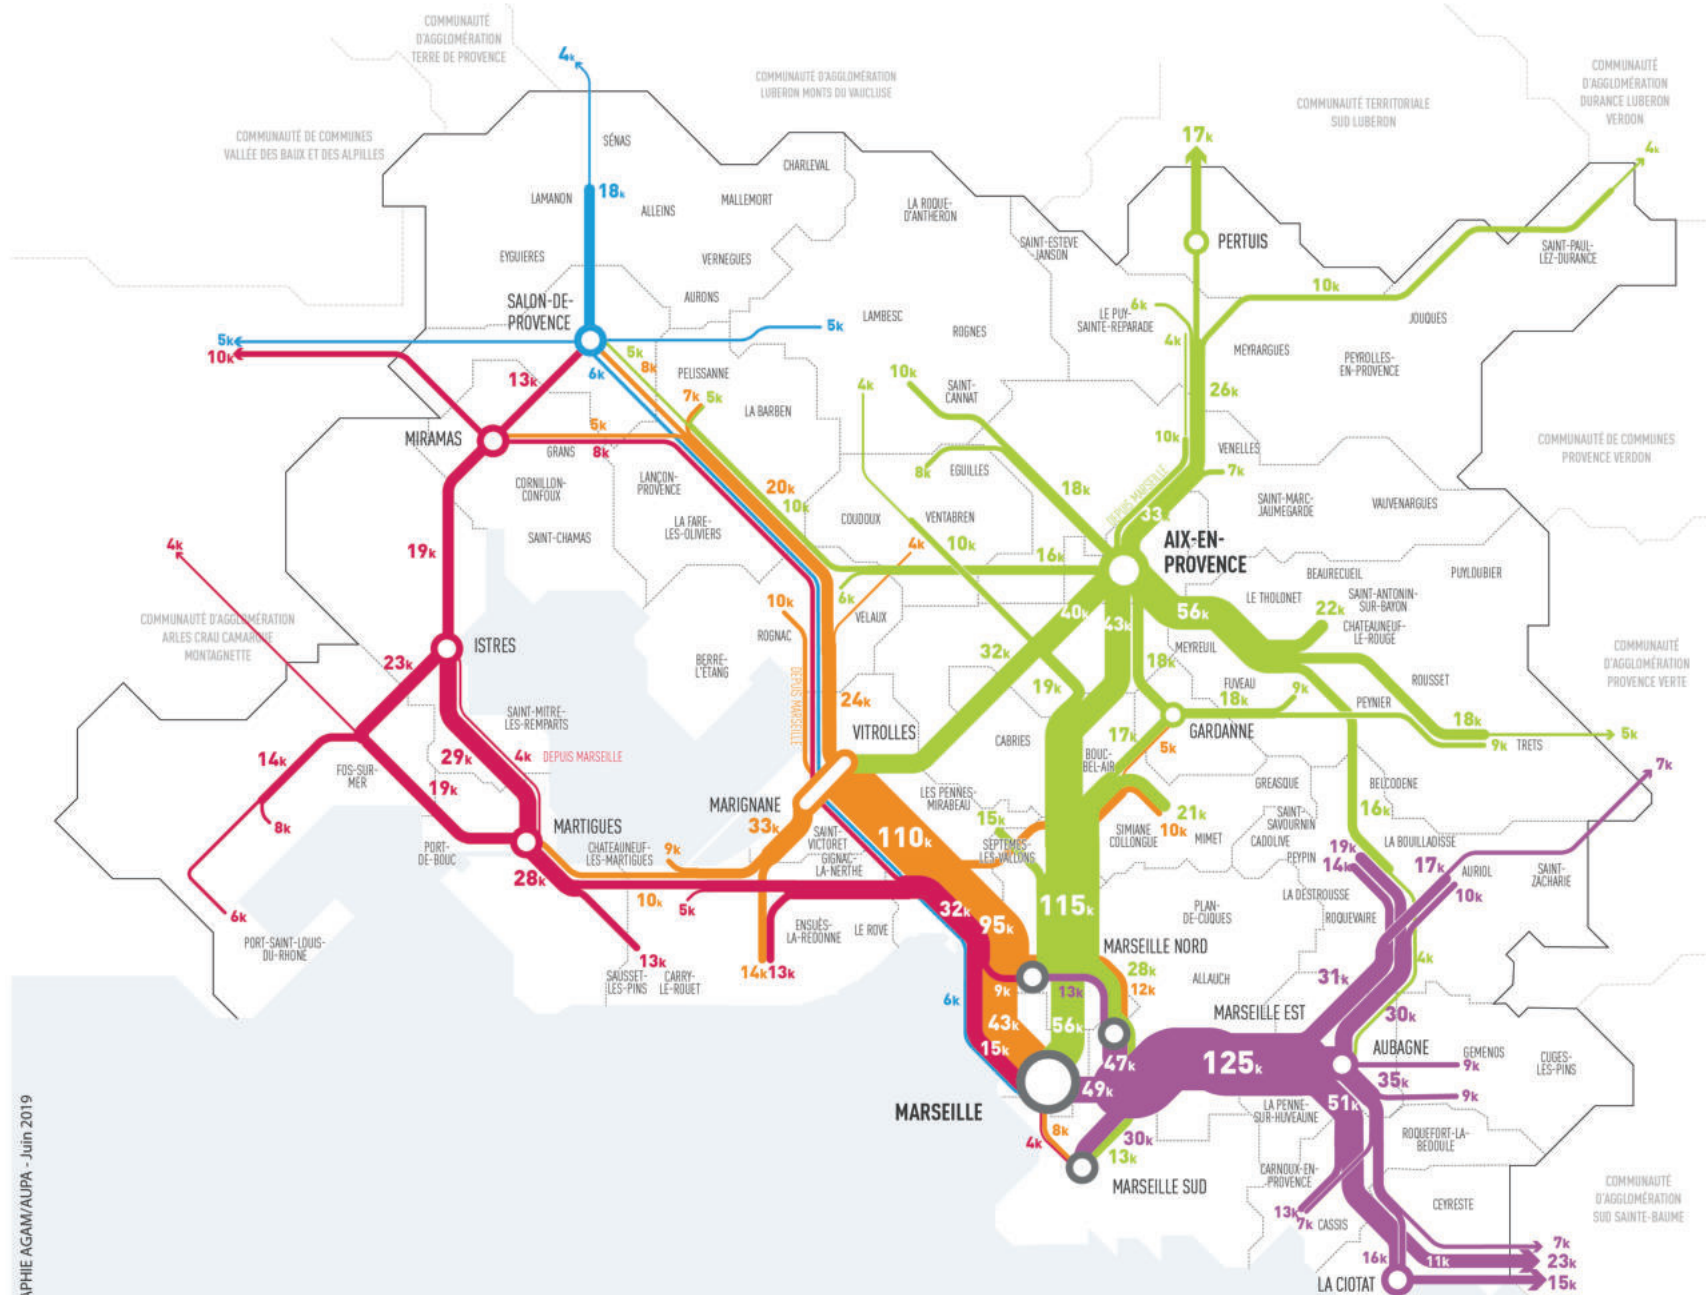 COMMUNAUTÉ
D'AGGLOMÉRATION
TERRE DE PROVENCE
4k
COMMUNAUTÉ D'AGGLOMÉRATION
LUBERON MONTS DU VAUCLUSE
COMMUNAUTÉ TERRITORIALE
SUD LUBERON
COMMUNAUTÉ
D'AGGLOMÉRATION
DURANCE LUBERON
VERDON
COMMUNAUTÉ DE COMMUNES
VALLÉE DES BAUX ET DES ALPILLES
SÉNAS
CHARLEVAL
17k
4k
LAMANON
18k
ALLEINS
MALLEMORT
LA ROQUE-
D'ANTHERON
SAINT-ESTEVE
-JANSON
PERTUIS
SAINT-PAUL-
LEZ-DURANCE
EYGUIERES
VERNEGUES
AURONS
SALON-DE-
PROVENCE
5k
10k
5k
LAMBESC
ROGNES
6k
LE PUY-
SAINTE-REPARADE
4k
10k
JOUQUES
MEYRARGUES
PEYROLLES-
EN-PROVENCE
5k
8k
6k
13k
PELISSANNE
7k
5k
LA BARBEN
4k
10k
SAINT-
CANNAT
26k
MIRAMAS
5k
8k
GRANS
CORNILLON-
CONFOUX
LANÇON-
PROVENCE
8k
EGUILLES
10k
VENELLES
7k
COMMUNAUTÉ DE COMMUNES
PROVENCE VERDON
20k
10k
18k
DEPUIS MARSEILLE
33k
SAINT-MARC-
JAUMEGARDE
VAUVENARGUES
LA FARE-
LES-OLIVIERS
COUDOUX
VENTABREN
SAINT-CHAMAS
19k
4k
4k
10k
16k
AIX-EN-
PROVENCE
BEAURECUEIL
PUYLOUBIER
6k
LE THOLONET
SAINT-ANTONIN-
SUR-BAYON
COMMUNAUTÉ D'AGGLOMÉRATION
ARLES CRAU CAMARGUE
MONTAGNETTE
10k
ROGNAC
VELAUX
40k
43k
56k
22k
CHATEAUNEUF-
LE-ROUGE
ISTRES
BERRE-
L'ÉTANG
32k
MEYREUIL
COMMUNAUTÉ
D'AGGLOMÉRATION
PROVENCE VERTE
23k
DEPUIS MARSEILLE
24k
19k
18k
FUVEAU
18k
9k
PEYNIER
ROUSSET
SAINT-MITRE-
LES-REMPARTS
VITROLLES
CABRIES
17k
GARDANNE
18k
9k
TRETS
5k
14k
29k
4k
DEPUIS MARSEILLE
BOUC-
BEL-AIR
5k
FOS-SUR-
MER
19k
GREASQUE
BELCODENE
7k
MARIGNANE
LES PENNES-
MIRABEAU
8k
MARTIGUES
33k
SAINT-
VICTORET
110k
15k
SEPTEMES-
LES-VALLONS
21k
10k
SIMIANE
COLLONGUE
MIMET
SAINT-
SAVOURNIN
CADOLIVE
16k
PORT-
DE-BOUC
CHATEAUNEUF-
LES-MARTIGUES
9k
GIGNAC-
LA-NERTHE
PEYPIN
LA BOUILLADISSE
19k
14k
17k
AURIOL
SAINT-
ZACHARIE
28k
10k
5k
32k
95k
115k
PLAN-
DE-CUQUES
LA DESTROUSSE
ROQUEVAIRE
10k
6k
PORT-SAINT-LOUIS-
DU-RHONE
ENSUÈS-
LA-REDONNE
LE ROVE
MARSEILLE NORD
4k
13k
SAUSSET-
LES-PINS
CARRY-
LE-ROUET
14k
13k
6k
9k
13k
28k
12k
ALLAUCH
31k
MARSEILLE EST
30k
43k
56k
15k
47k
49k
125k
AUBAGNE
GEMENOS
9k
CUGES-
LES-PINS
35k
9k
MARSEILLE
8k
4k
30k
13k
LA PENNE-
SUR-HUVEAUNE
51k
ROQUEFORT-LA-
BEDOULE
MARSEILLE SUD
CARNOUX-EN-
PROVENCE
CEYRESTE
COMMUNAUTÉ
D'AGGLOMÉRATION
SUD SAINTE-BAUME
13k
7k
CASSIS
7k
16k
11k
23k
15k
LA CIOTAT
APHIE AGAM/AUPA - Juin 2019